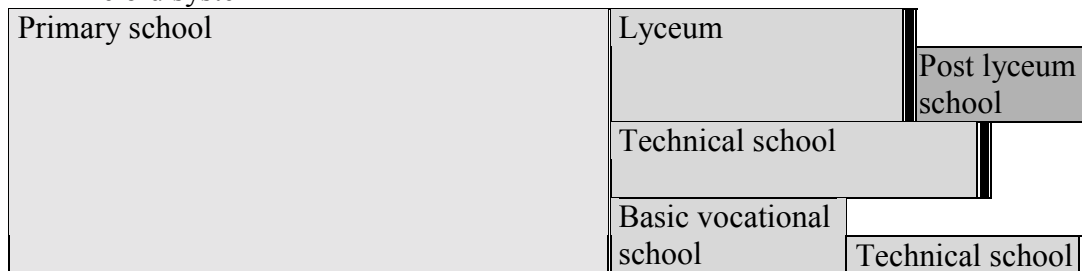 Primary school
Lyceum
Post lyceum
school
Technical school
Basic vocational
school
Technical school